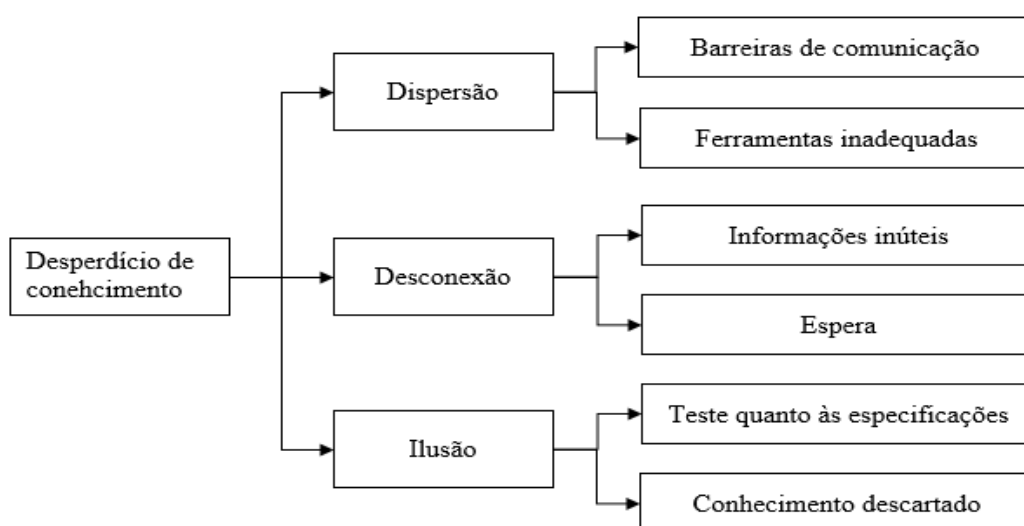 Desperdício de
conehcimento
Dispersão
Barreiras de comunicação
Ferramentas inadequadas
Desconexão
Informações inúteis
Espera
Ilusão
Teste quanto às especificações
Conhecimento descartado